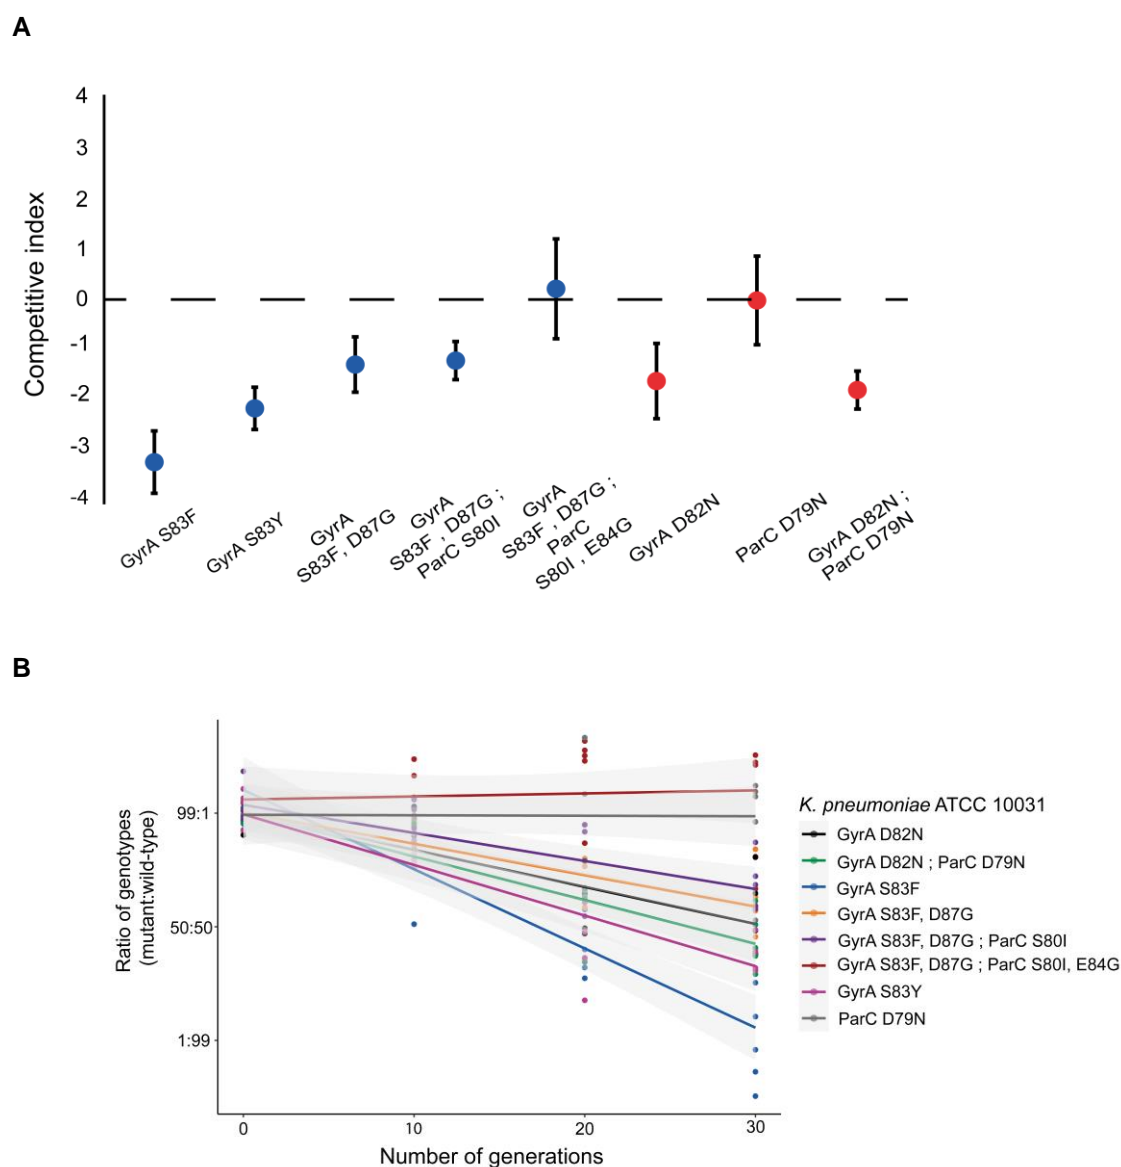 A
4
3
2
1
0
-1
-2
-3
-4
Competitive index
GyrA S83F
GyrA S83Y
GyrA
S83F, D87G
GyrA
S83F, D87G ;
ParC S80I
GyrA
S83F, D87G ;
ParC
S80I, E84G
GyrA D82N
ParC D79N
GyrA D82N ;
ParC D79N
B
Ratio of genotypes
(mutant:wild-type)
99:1
50:50
1:99
0
10
20
30
Number of generations
K. pneumoniae ATCC 10031
GyrA D82N
GyrA D82N ; ParC D79N
GyrA S83F
GyrA S83F, D87G
GyrA S83F, D87G ; ParC S80I
GyrA S83F, D87G ; ParC S80I, E84G
GyrA S83Y
ParC D79N